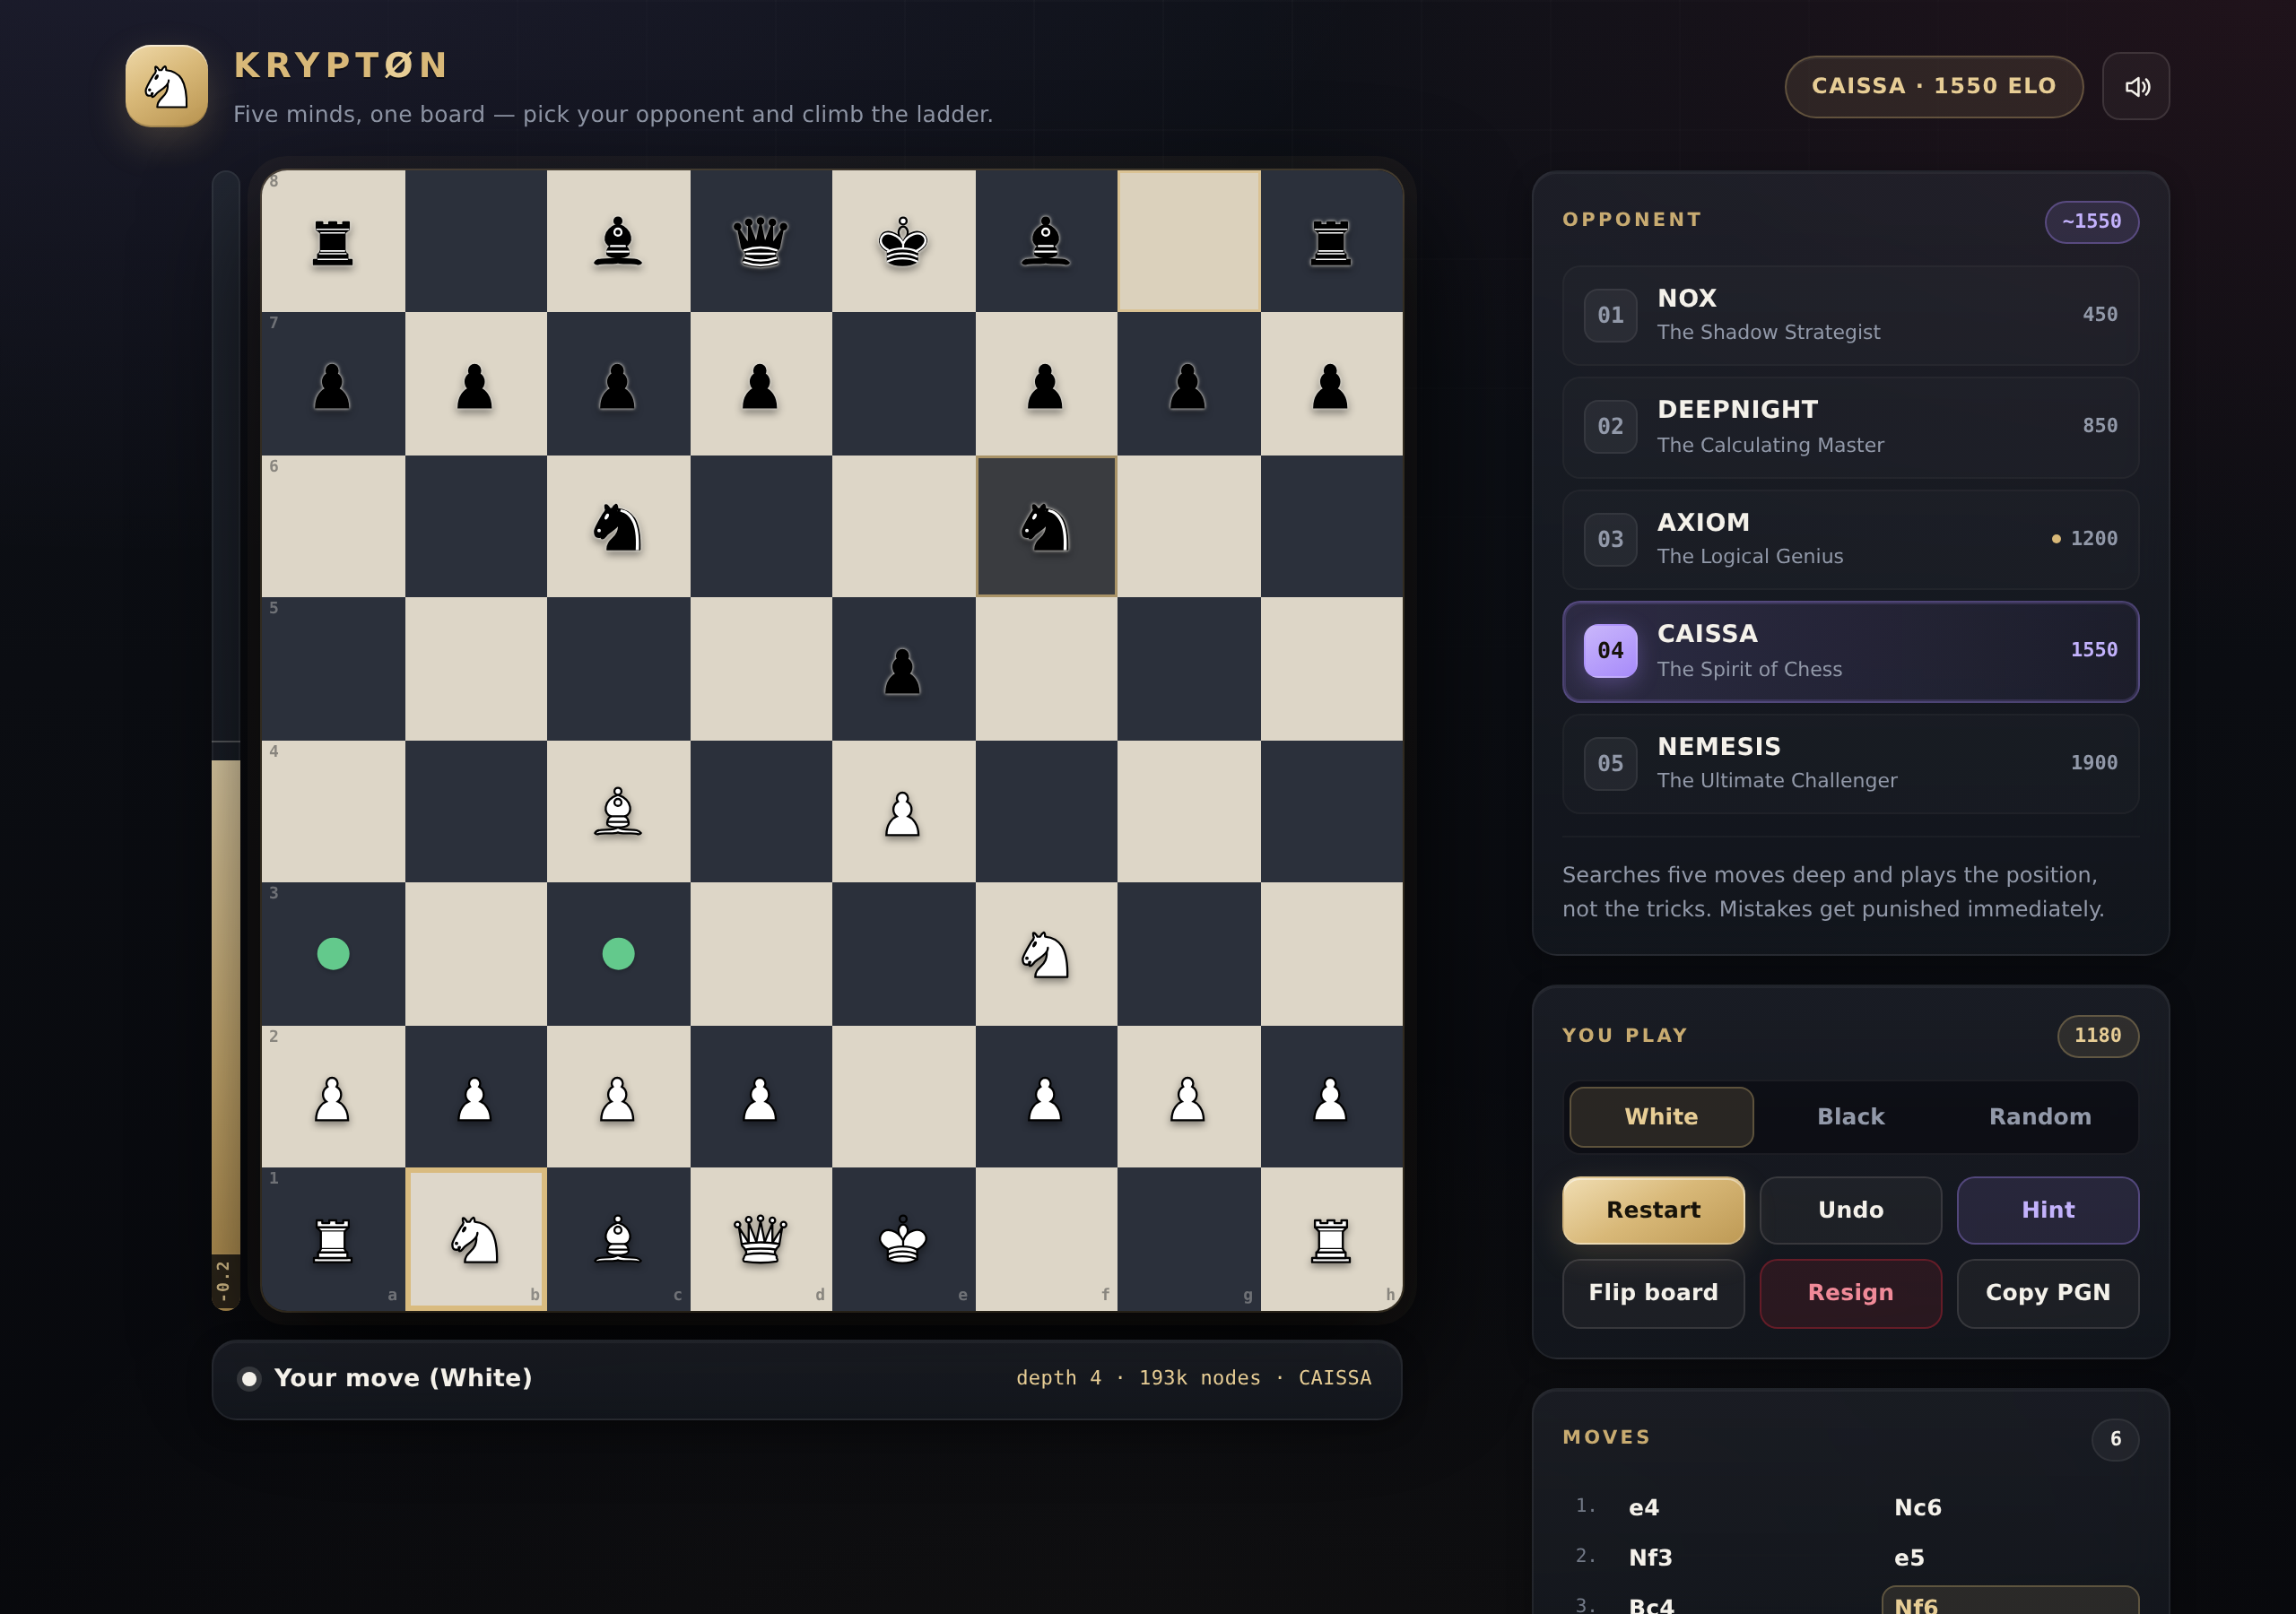 KRYPTØN
Five minds, one board — pick your opponent and climb the ladder.
CAISSA · 1550 ELO
8
7
6
5
4
3
2
1
a
b
c
d
e
f
g
h
-0.2
Your move (White)
depth 4 · 193k nodes · CAISSA
OPPONENT
~1550
01
NOX
The Shadow Strategist
450
02
DEEPNIGHT
The Calculating Master
850
03
AXIOM
The Logical Genius
1200
04
CAISSA
The Spirit of Chess
1550
05
NEMESIS
The Ultimate Challenger
1900
Searches five moves deep and plays the position,
not the tricks. Mistakes get punished immediately.
YOU PLAY
1180
White Black Random
Restart Undo Hint
Flip board Resign Copy PGN
MOVES
6
1. e4 Nc6
2. Nf3 e5
3. Bc4 Nf6